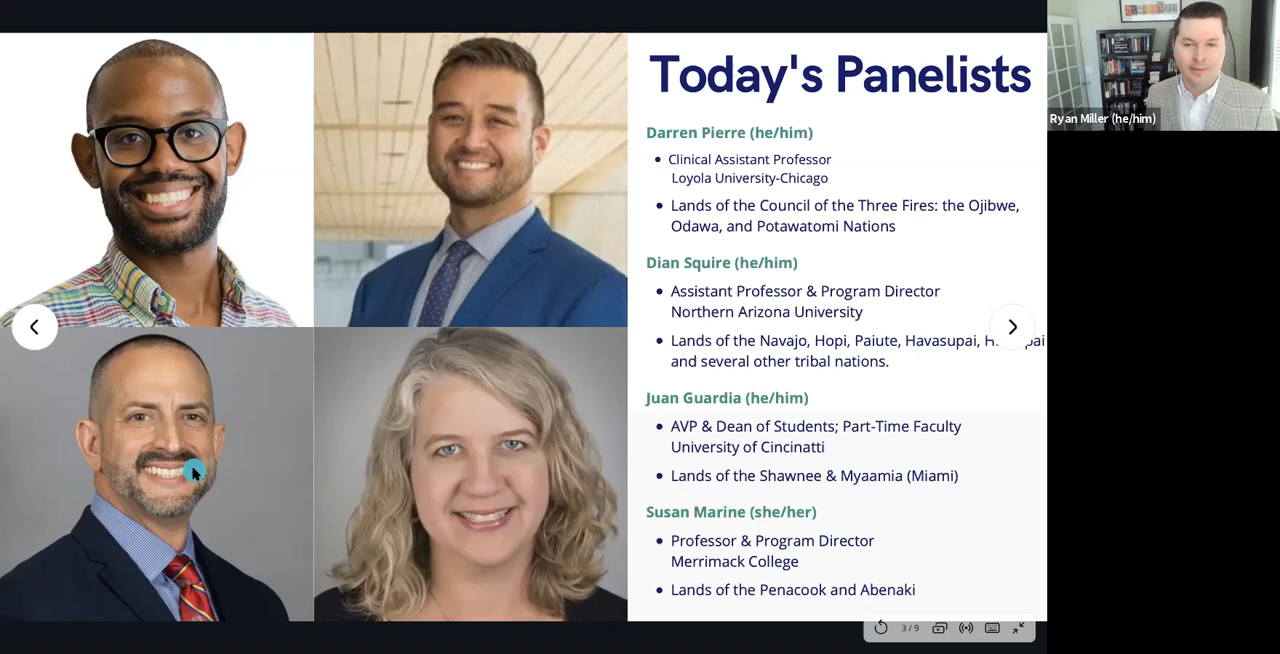 Today's Panelists
Ryan Miller (he/him)
Darren Pierre (he/him)
• Clinical Assistant Professor
Loyola University-Chicago
• Lands of the Council of the Three Fires: the Ojibwe,
Odawa, and Potawatomi Nations
Dian Squire (he/him)
• Assistant Professor & Program Director
Northern Arizona University
• Lands of the Navajo, Hopi, Paiute, Havasupai,
and several other tribal nations.
Juan Guardia (he/him)
• AVP & Dean of Students; Part-Time Faculty
University of Cincinatti
• Lands of the Shawnee & Myaamia (Miami)
Susan Marine (she/her)
• Professor & Program Director
Merrimack College
• Lands of the Penacook and Abenaki
3 / 9